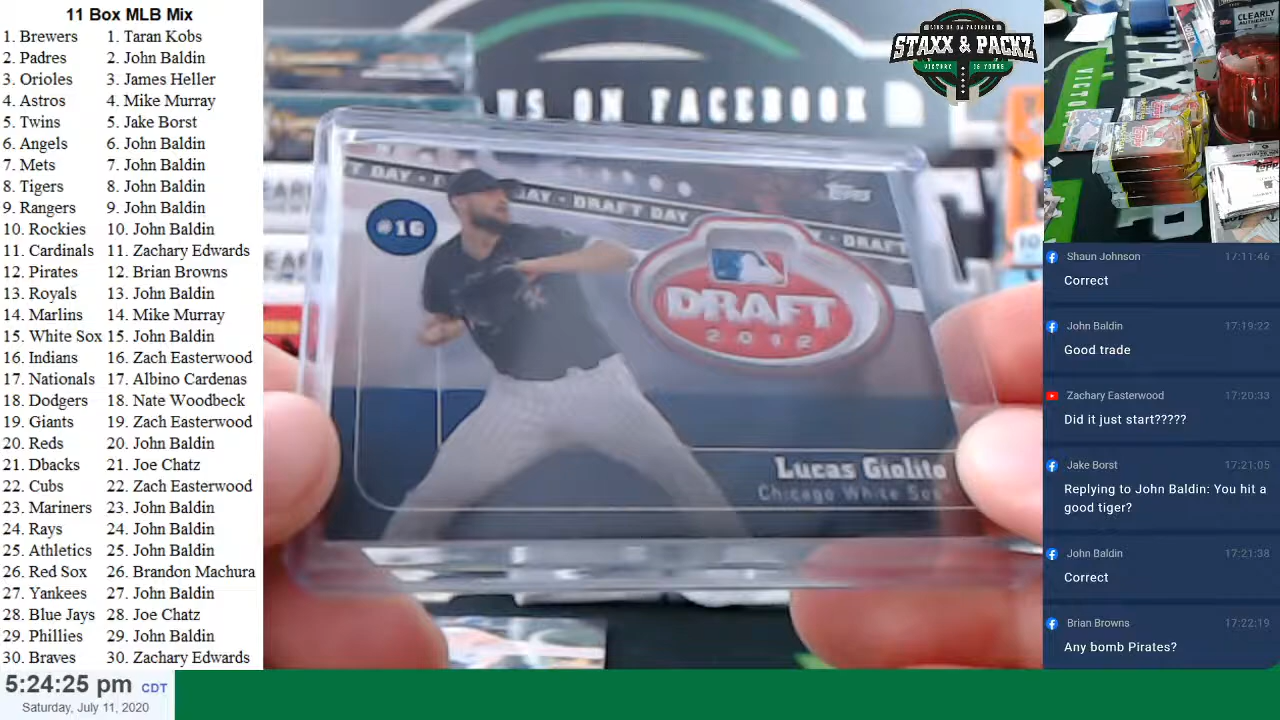 11 Box MLB Mix
1. Brewers 1. Taran Kobs
2. Padres 2. John Baldin
3. Orioles 3. James Heller
4. Astros 4. Mike Murray
5. Twins 5. Jake Borst
6. Angels 6. John Baldin
7. Mets 7. John Baldin
8. Tigers 8. John Baldin
9. Rangers 9. John Baldin
10. Rockies 10. John Baldin
11. Cardinals 11. Zachary Edwards
12. Pirates 12. Brian Browns
13. Royals 13. John Baldin
14. Marlins 14. Mike Murray
15. White Sox 15. John Baldin
16. Indians 16. Zach Easterwood
17. Nationals 17. Albino Cardenas
18. Dodgers 18. Nate Woodbeck
19. Giants 19. Zach Easterwood
20. Reds 20. John Baldin
21. Dbacks 21. Joe Chatz
22. Cubs 22. Zach Easterwood
23. Mariners 23. John Baldin
24. Rays 24. John Baldin
25. Athletics 25. John Baldin
26. Red Sox 26. Brandon Machura
27. Yankees 27. John Baldin
28. Blue Jays 28. Joe Chatz
29. Phillies 29. John Baldin
30. Braves 30. Zachary Edwards
5:24:25 pm CDT
Saturday, July 11, 2020
US ON FACEBOOK
LIVE ON FACEBOOK
STAXX & PACKZ
VICTORY IS YOURS
DAY - DRAFT DAY
DRAFT
Topps
#16
DRAFT
2012
Lucas Giolito
Chicago White Sox
CLEARLY
AUTHENTIC
Shaun Johnson 17:11:46
Correct
John Baldin 17:19:22
Good trade
Zachary Easterwood 17:20:33
Did it just start?????
Jake Borst 17:21:05
Replying to John Baldin: You hit a
good tiger?
John Baldin 17:21:38
Correct
Brian Browns 17:22:19
Any bomb Pirates?